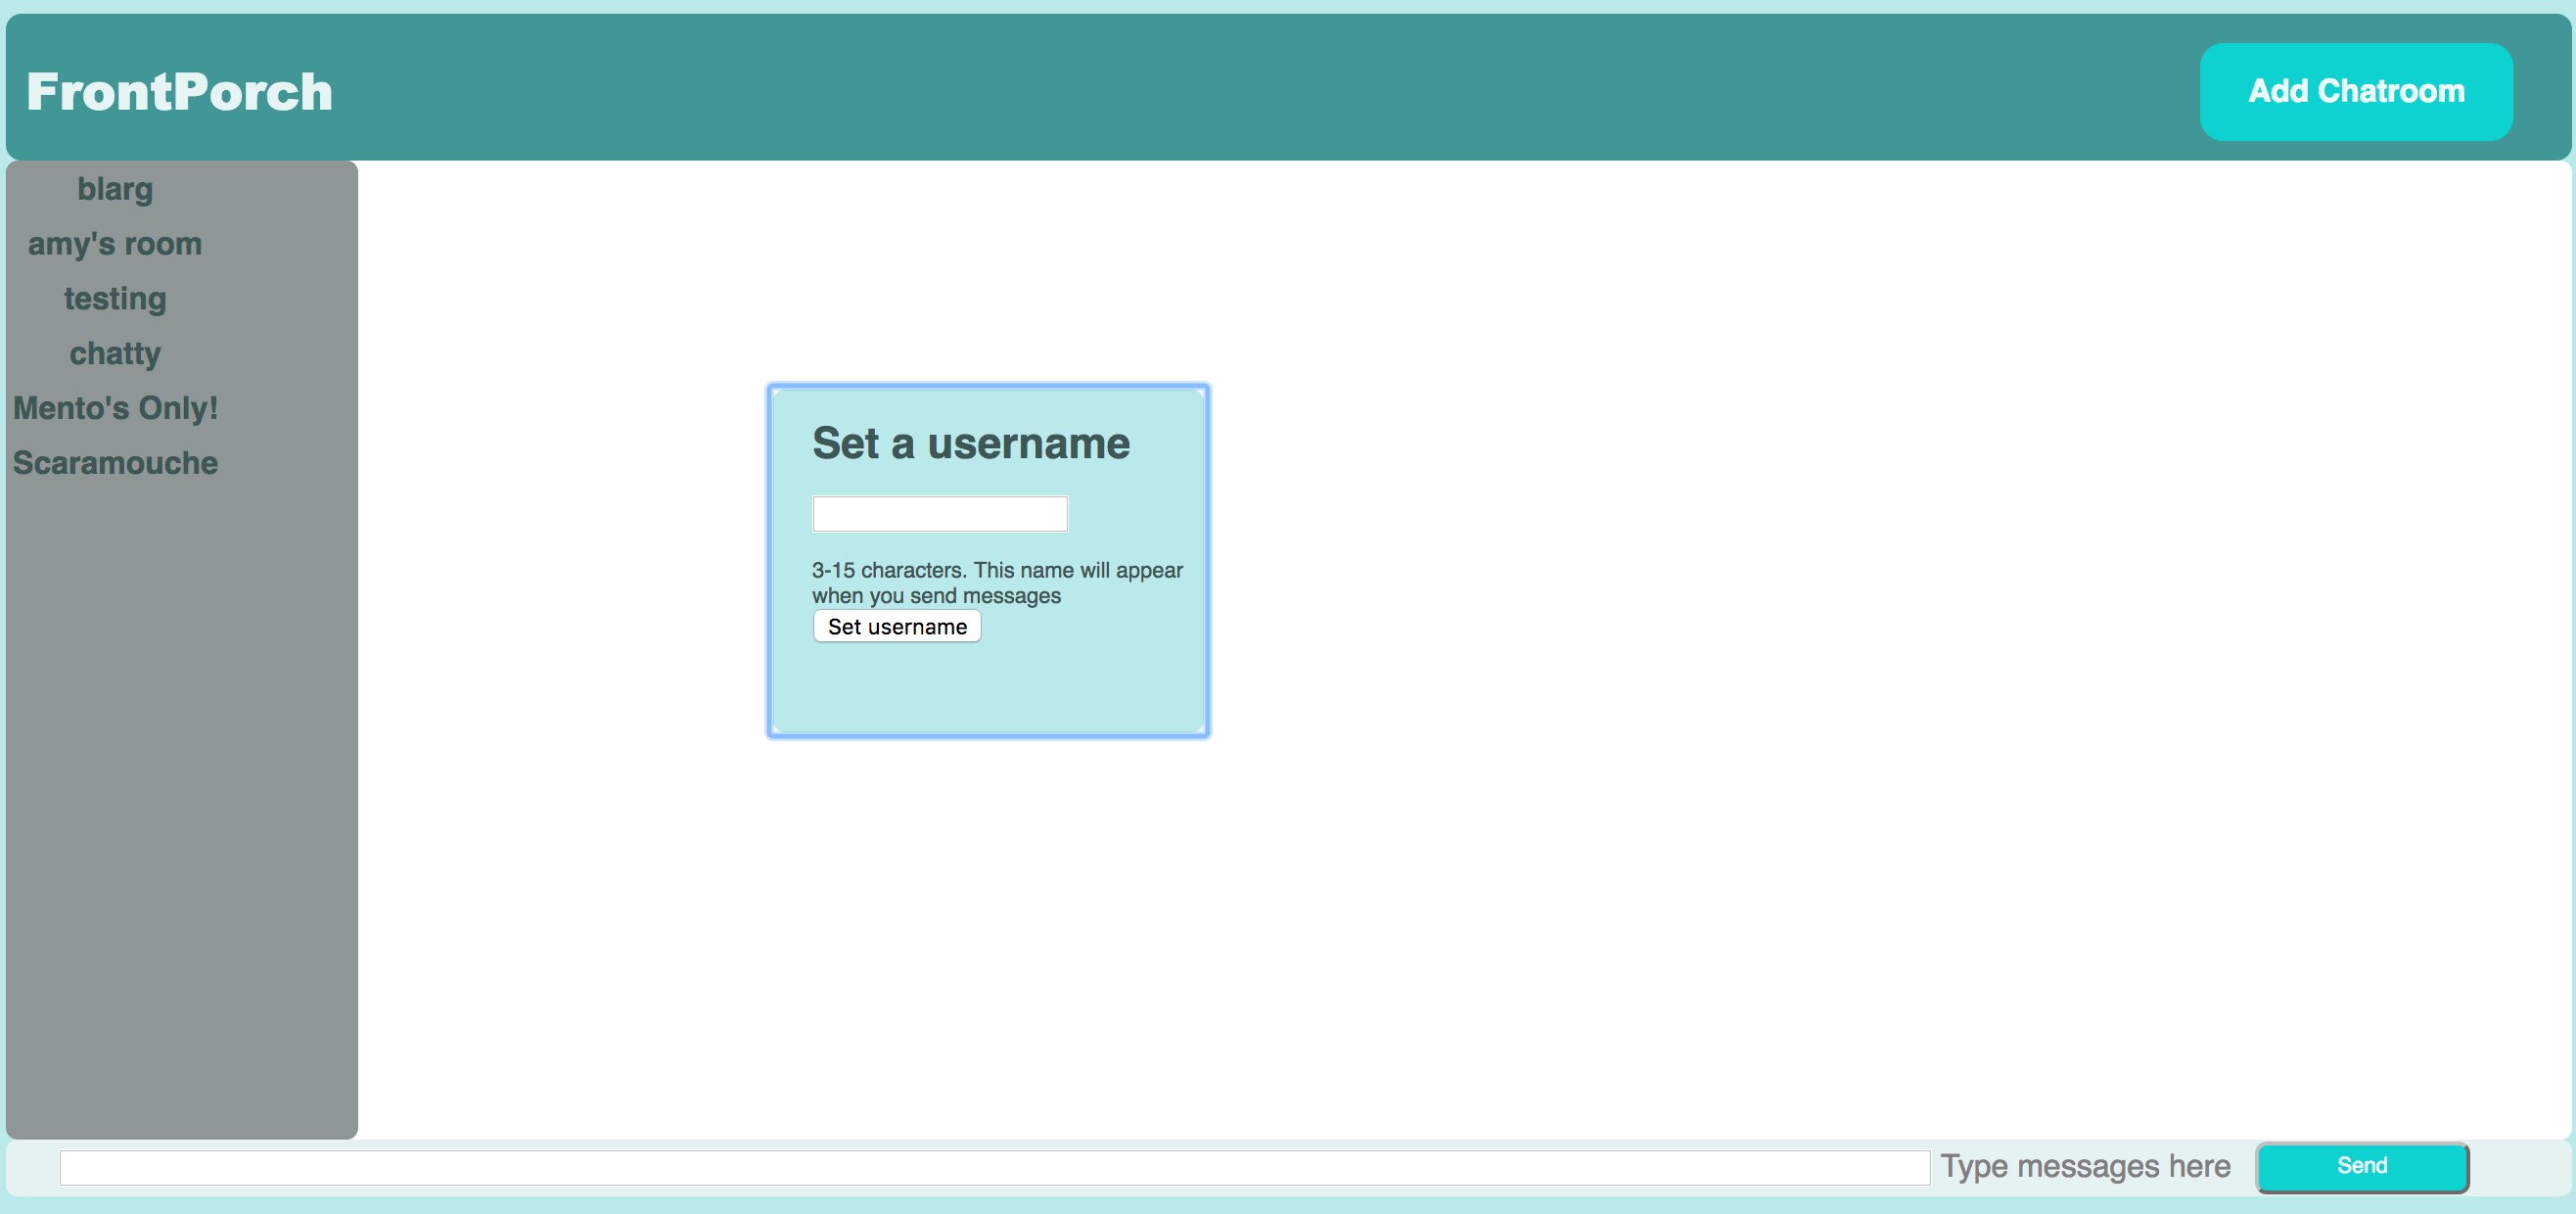 FrontPorch
Add Chatroom
blarg
amy's room
testing
chatty
Mento's Only!
Scaramouche
Set a username
3-15 characters. This name will appear
when you send messages
Set username
Type messages here
Send